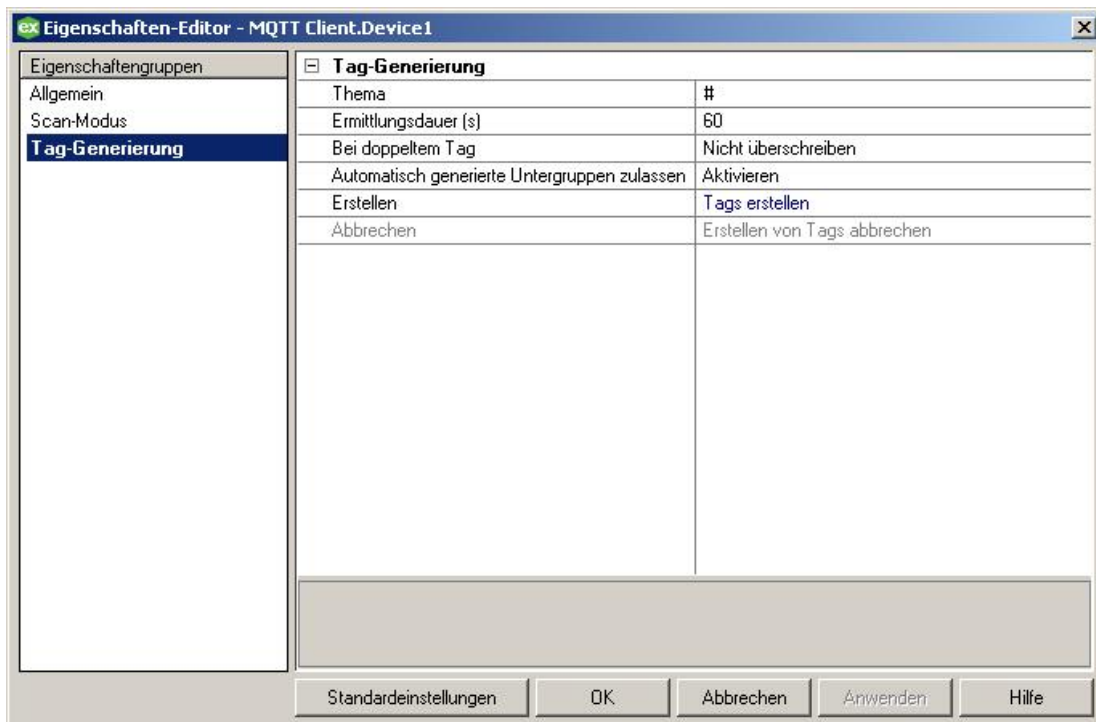 ex Eigenschaften-Editor - MQTT Client.Device1
Eigenschaftengruppen
Allgemein
Scan-Modus
Tag-Generierung
Tag-Generierung
Thema #
Ermittlungsdauer (s) 60
Bei doppeltem Tag Nicht überschreiben
Automatisch generierte Untergruppen zulassen Aktivieren
Erstellen Tags erstellen
Abbrechen Erstellen von Tags abbrechen
Standardeinstellungen OK Abbrechen Anwenden Hilfe